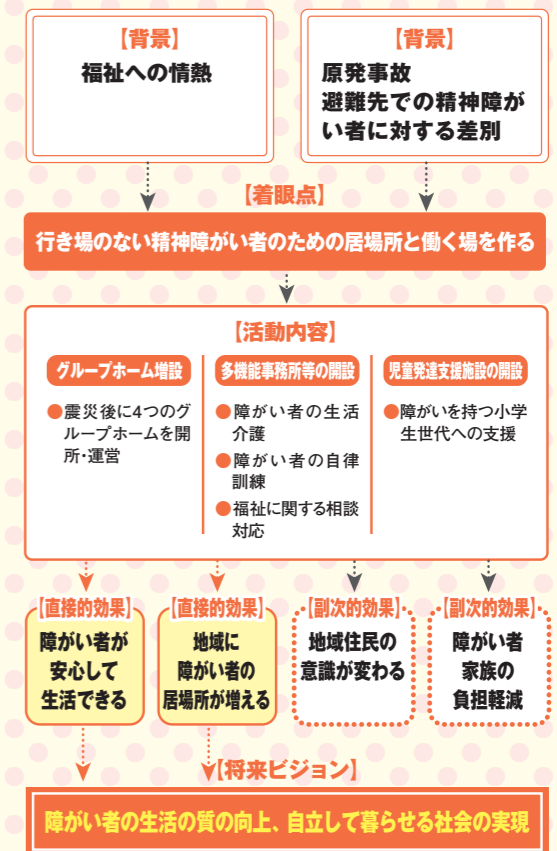 【背景】
福祉への情熱
【背景】
原発事故
避難先での精神障が
い者に対する差別
【着眼点】
行き場のない精神障がい者のための居場所と働く場を作る
【活動内容】
グループホーム増設
●震災後に4つのグ
ループホームを開
所・運営
多機能事務所等の開設
●障がい者の生活
介護
●障がい者の自律
訓練
●福祉に関する相談
対応
児童発達支援施設の開設
●障がいを持つ小学
生世代への支援
【直接的効果】
障がい者が
安心して
生活できる
【直接的効果】
地域に
障がい者の
居場所が増える
【副次的効果】
地域住民の
意識が変わる
【副次的効果】
障がい者
家族の
負担軽減
【将来ビジョン】
障がい者の生活の質の向上、自立して暮らせる社会の実現